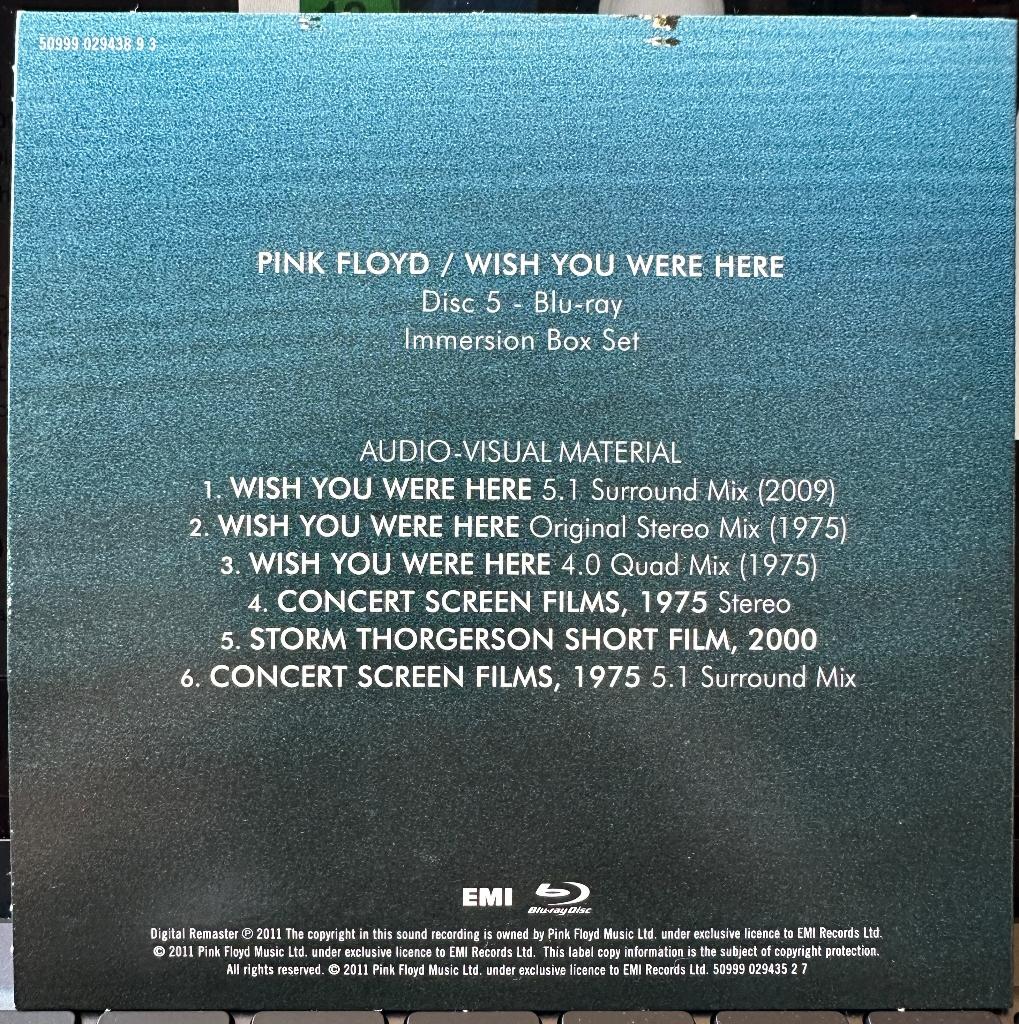 50999 029438 9 3
PINK FLOYD / WISH YOU WERE HERE
Disc 5 - Blu-ray
Immersion Box Set
AUDIO-VISUAL MATERIAL
1. WISH YOU WERE HERE 5.1 Surround Mix (2009)
2. WISH YOU WERE HERE Original Stereo Mix (1975)
3. WISH YOU WERE HERE 4.0 Quad Mix (1975)
4. CONCERT SCREEN FILMS, 1975 Stereo
5. STORM THORGERSON SHORT FILM, 2000
6. CONCERT SCREEN FILMS, 1975 5.1 Surround Mix
EMI Blu-ray Disc
Digital Remaster ℗ 2011 The copyright in this sound recording is owned by Pink Floyd Music Ltd. under exclusive licence to EMI Records Ltd.
© 2011 Pink Floyd Music Ltd. under exclusive licence to EMI Records Ltd. This label copy information is the subject of copyright protection.
All rights reserved. © 2011 Pink Floyd Music Ltd. under exclusive licence to EMI Records Ltd. 50999 029435 2 7